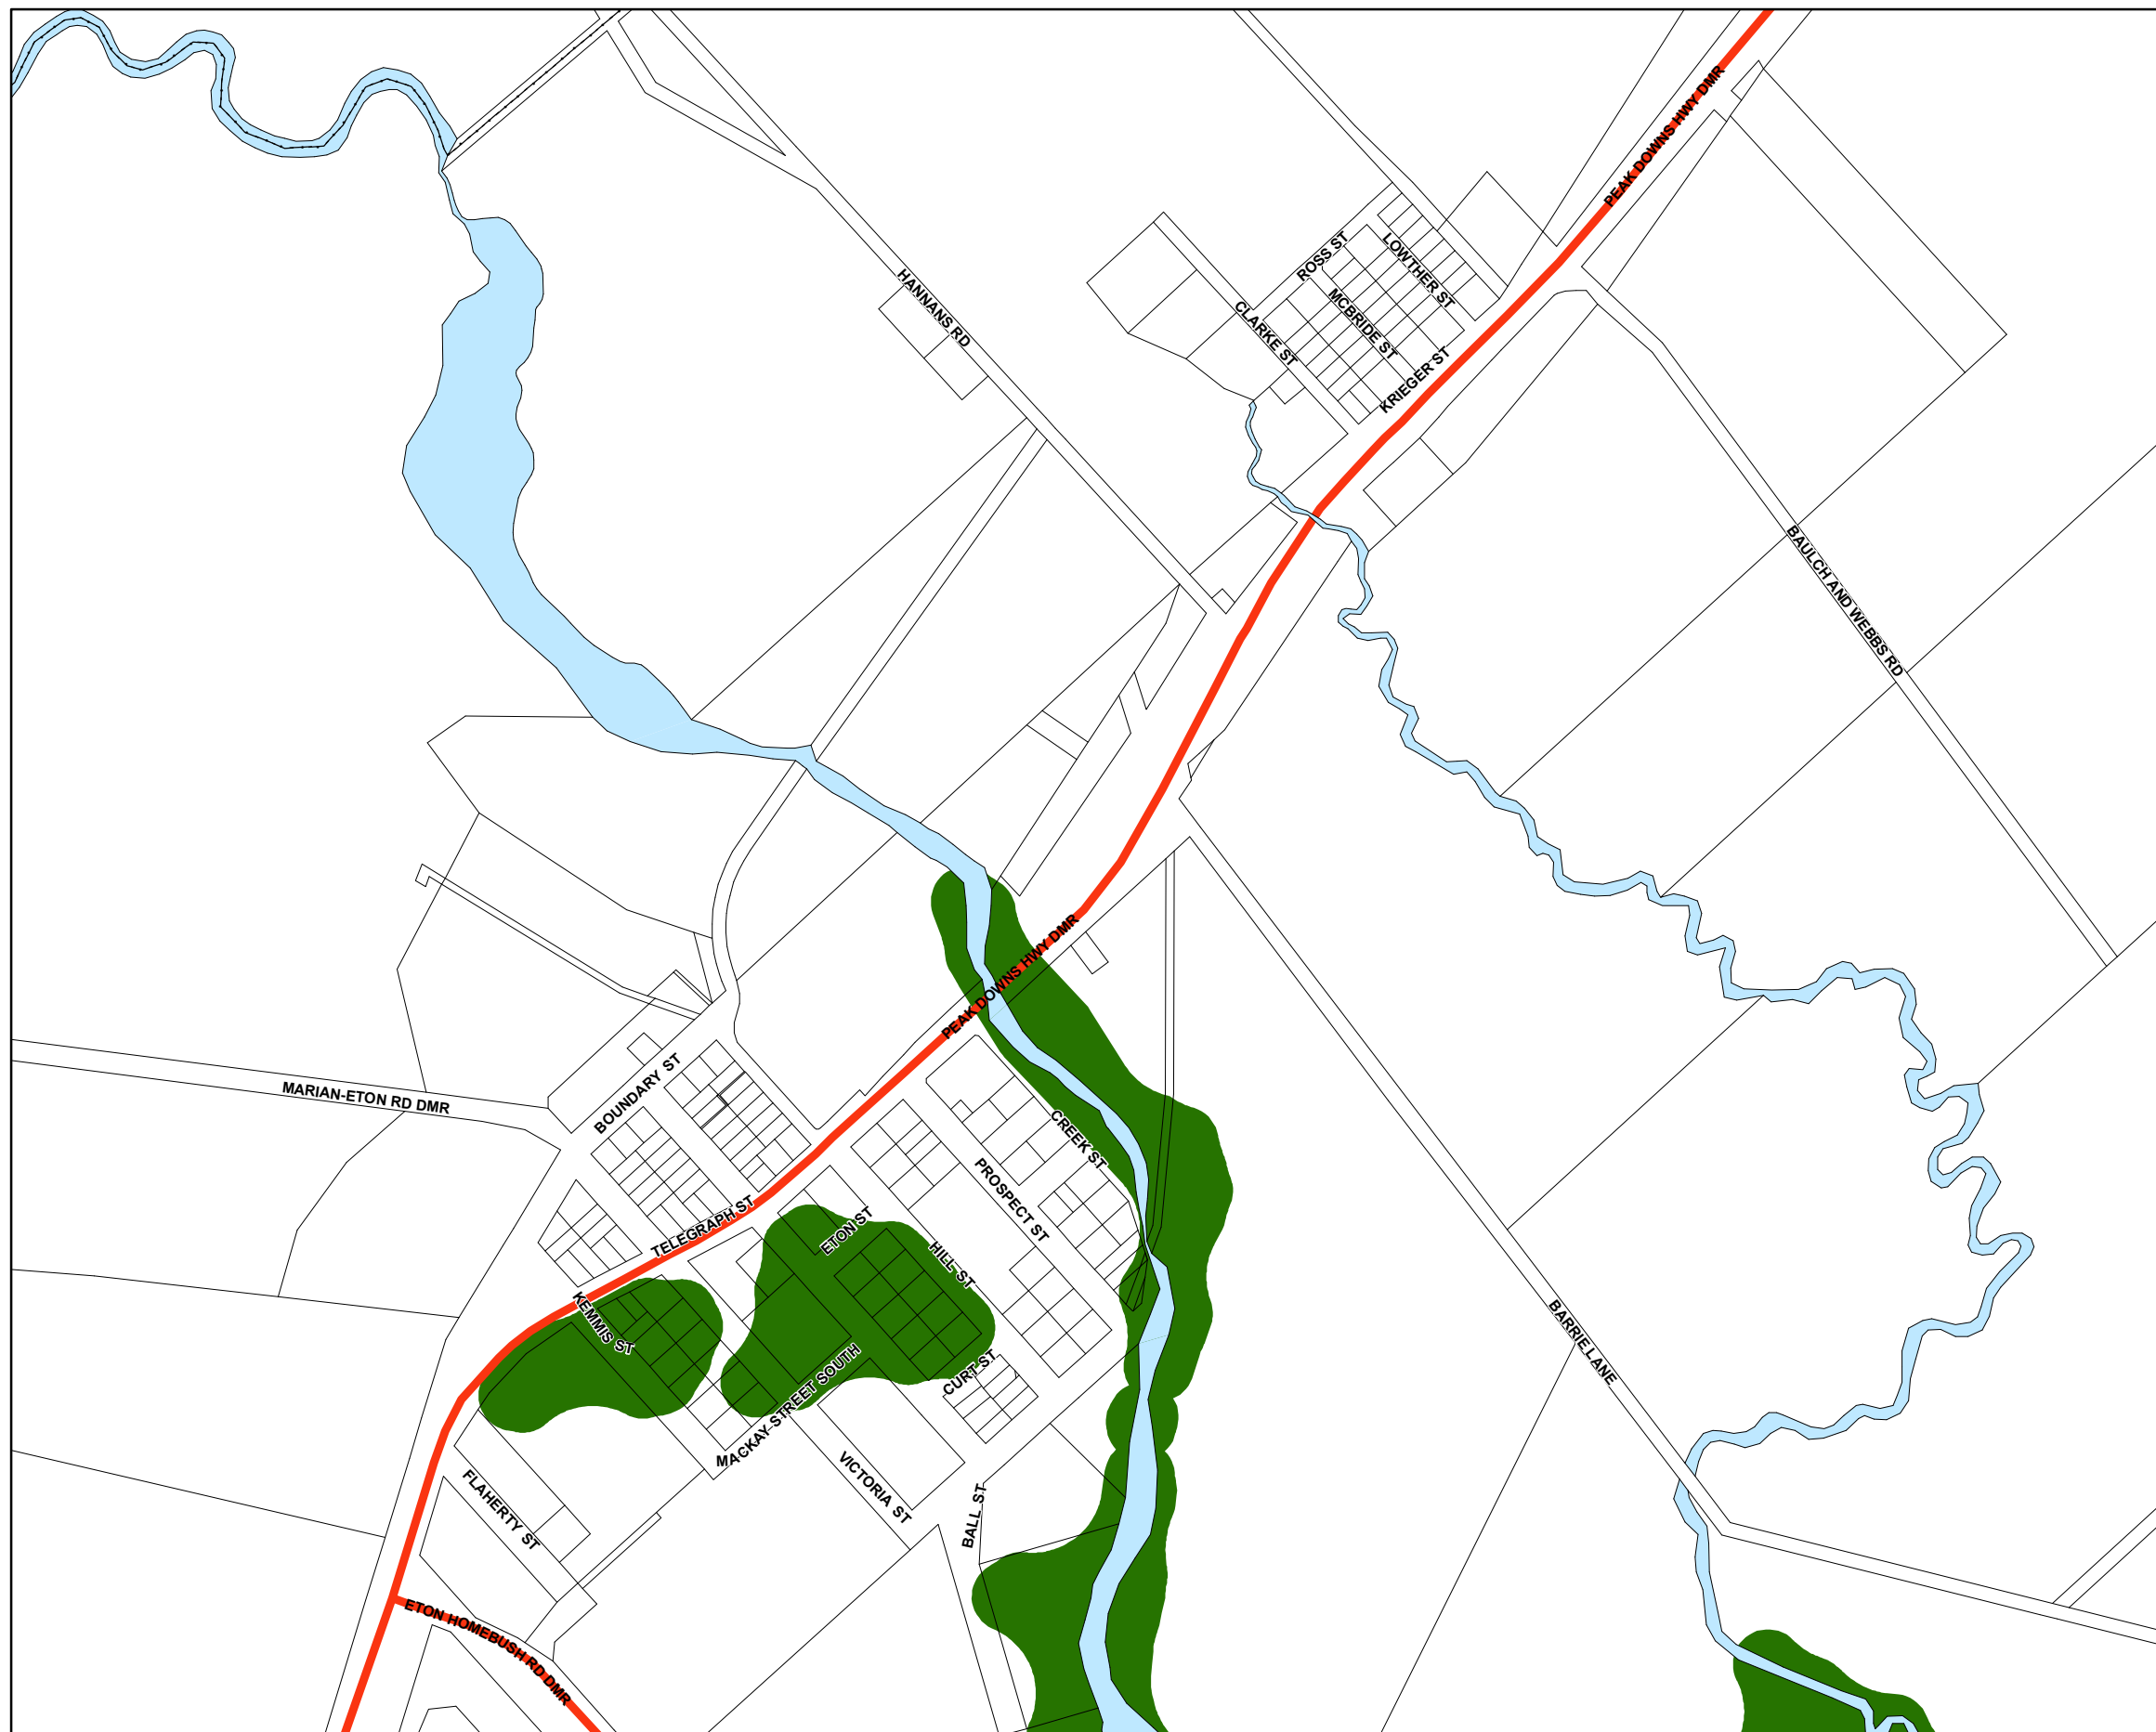 PEAK DOWNS HWY DMR
ROSS ST
LOWTHER ST
HANNANS RD
CLARKE ST
MCBRIDE ST
KRIEGER ST
BAULCH AND WEBBS RD
PEAK DOWNS HWY DMR
BOUNDARY ST
MARIAN-ETON RD DMR
CREEK ST
PROSPECT ST
TELEGRAPH ST
ETON ST
HILL ST
KEMMIS ST
BARRIE LANE
CURT ST
MACKAY STREET SOUTH
VICTORIA ST
FLAHERTY ST
BALL ST
ETON HOMEBUSH RD DMR